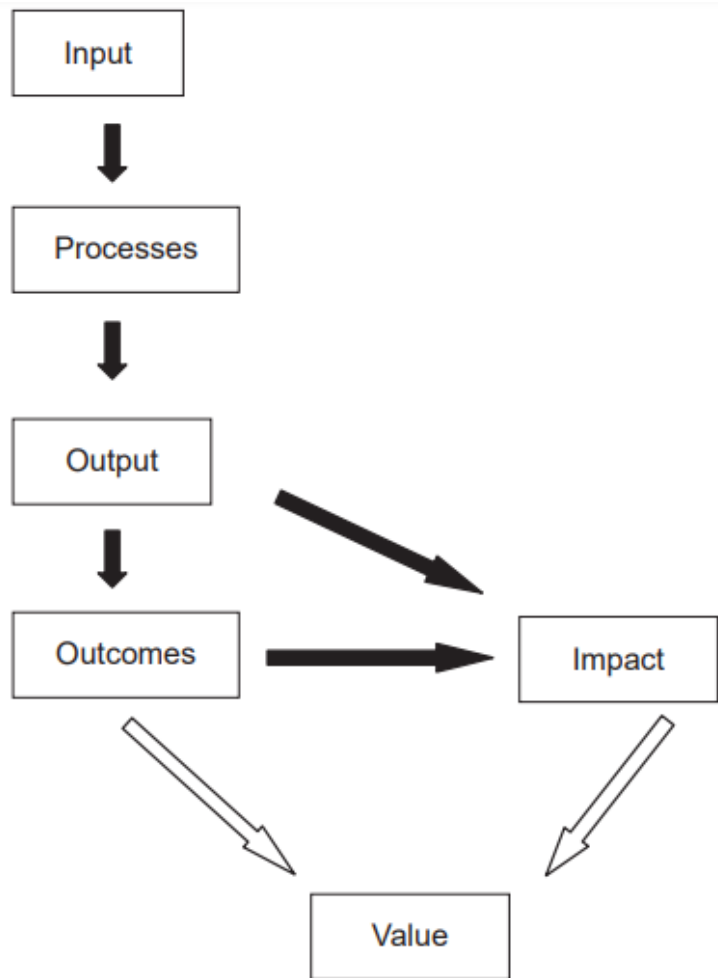 Input
Processes
Output
Outcomes
Impact
Value